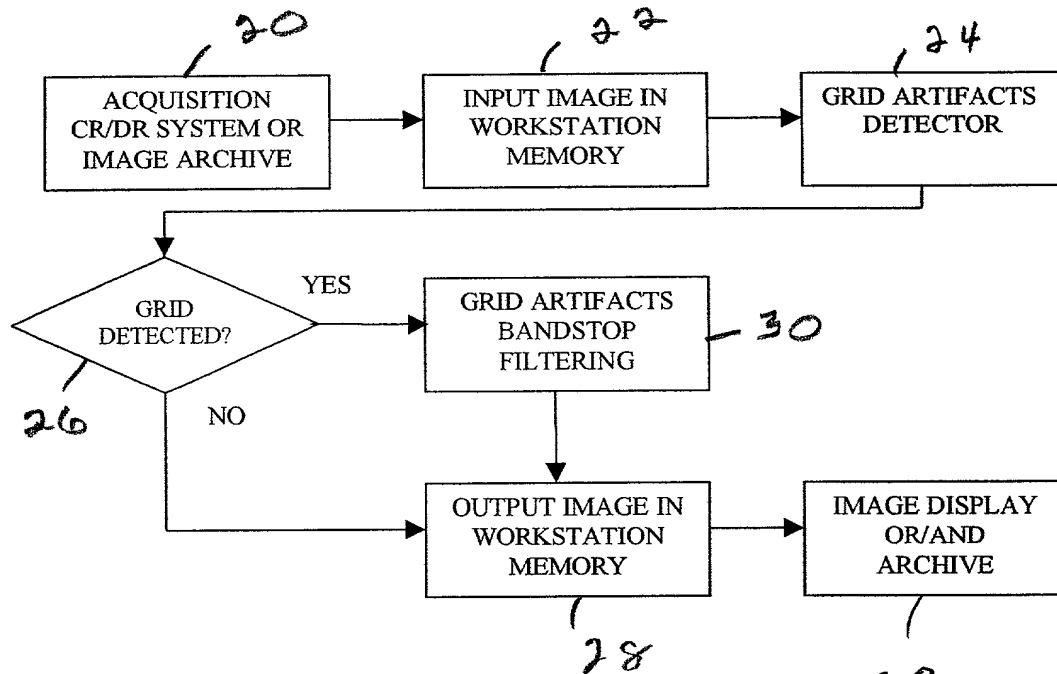 20
22
24
ACQUISITION
CR/DR SYSTEM OR
IMAGE ARCHIVE
INPUT IMAGE IN
WORKSTATION
MEMORY
GRID ARTIFACTS
DETECTOR
GRID
DETECTED?
YES
NO
26
GRID ARTIFACTS
BANDSTOP
FILTERING
30
OUTPUT IMAGE IN
WORKSTATION
MEMORY
28
IMAGE DISPLAY
OR/AND
ARCHIVE